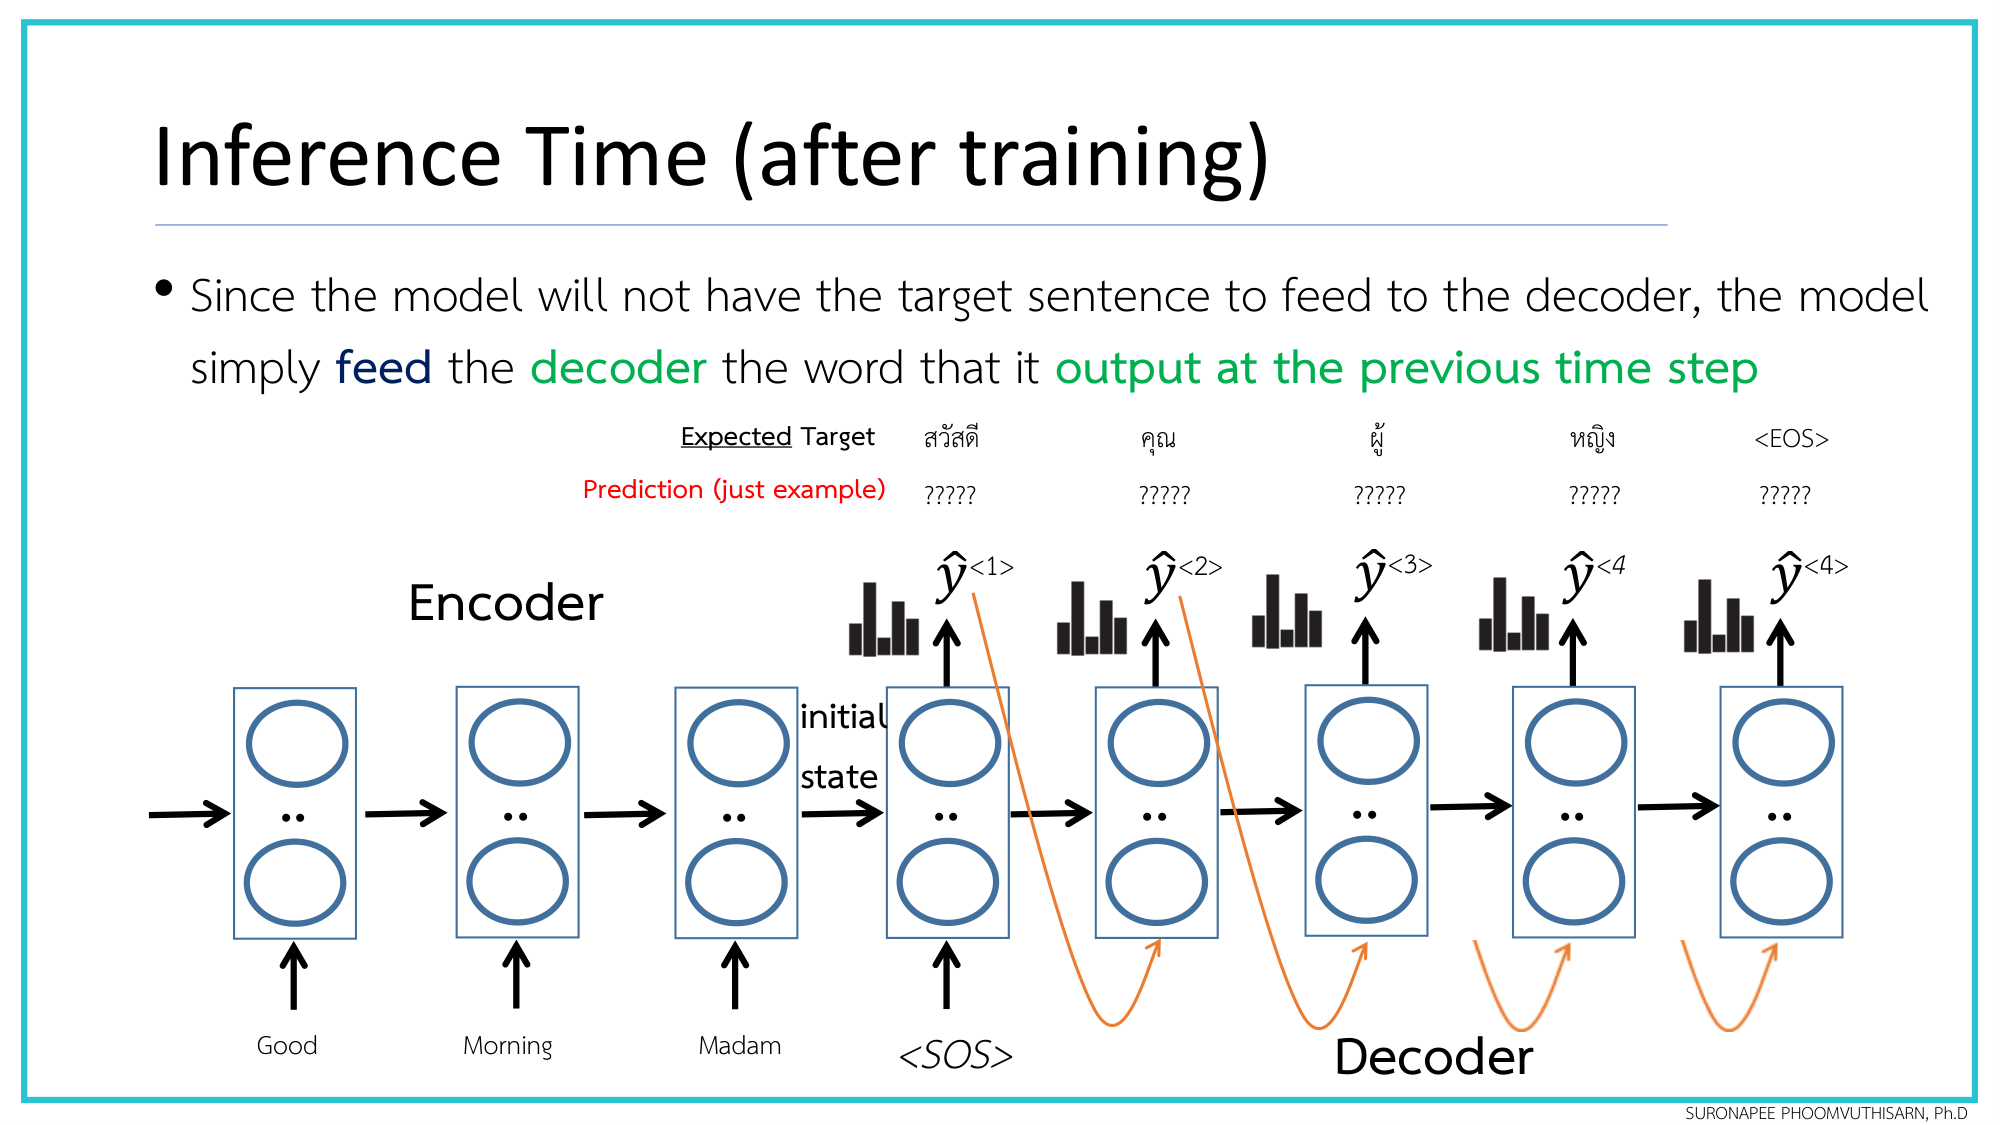 Inference Time (after training)
• Since the model will not have the target sentence to feed to the decoder, the model
simply feed the decoder the word that it output at the previous time step
Expected Target สวัสดี คุณ ผู้ หญิง <EOS>
Prediction (just example) ????? ????? ????? ????? ?????
ŷ<1> ŷ<2> ŷ<3> ŷ<4 ŷ<4>
Encoder
initial
state
.. .. .. .. .. .. .. ..
Good Morning Madam <SOS>
Decoder
SURONAPEE PHOOMVUTHISARN, Ph.D